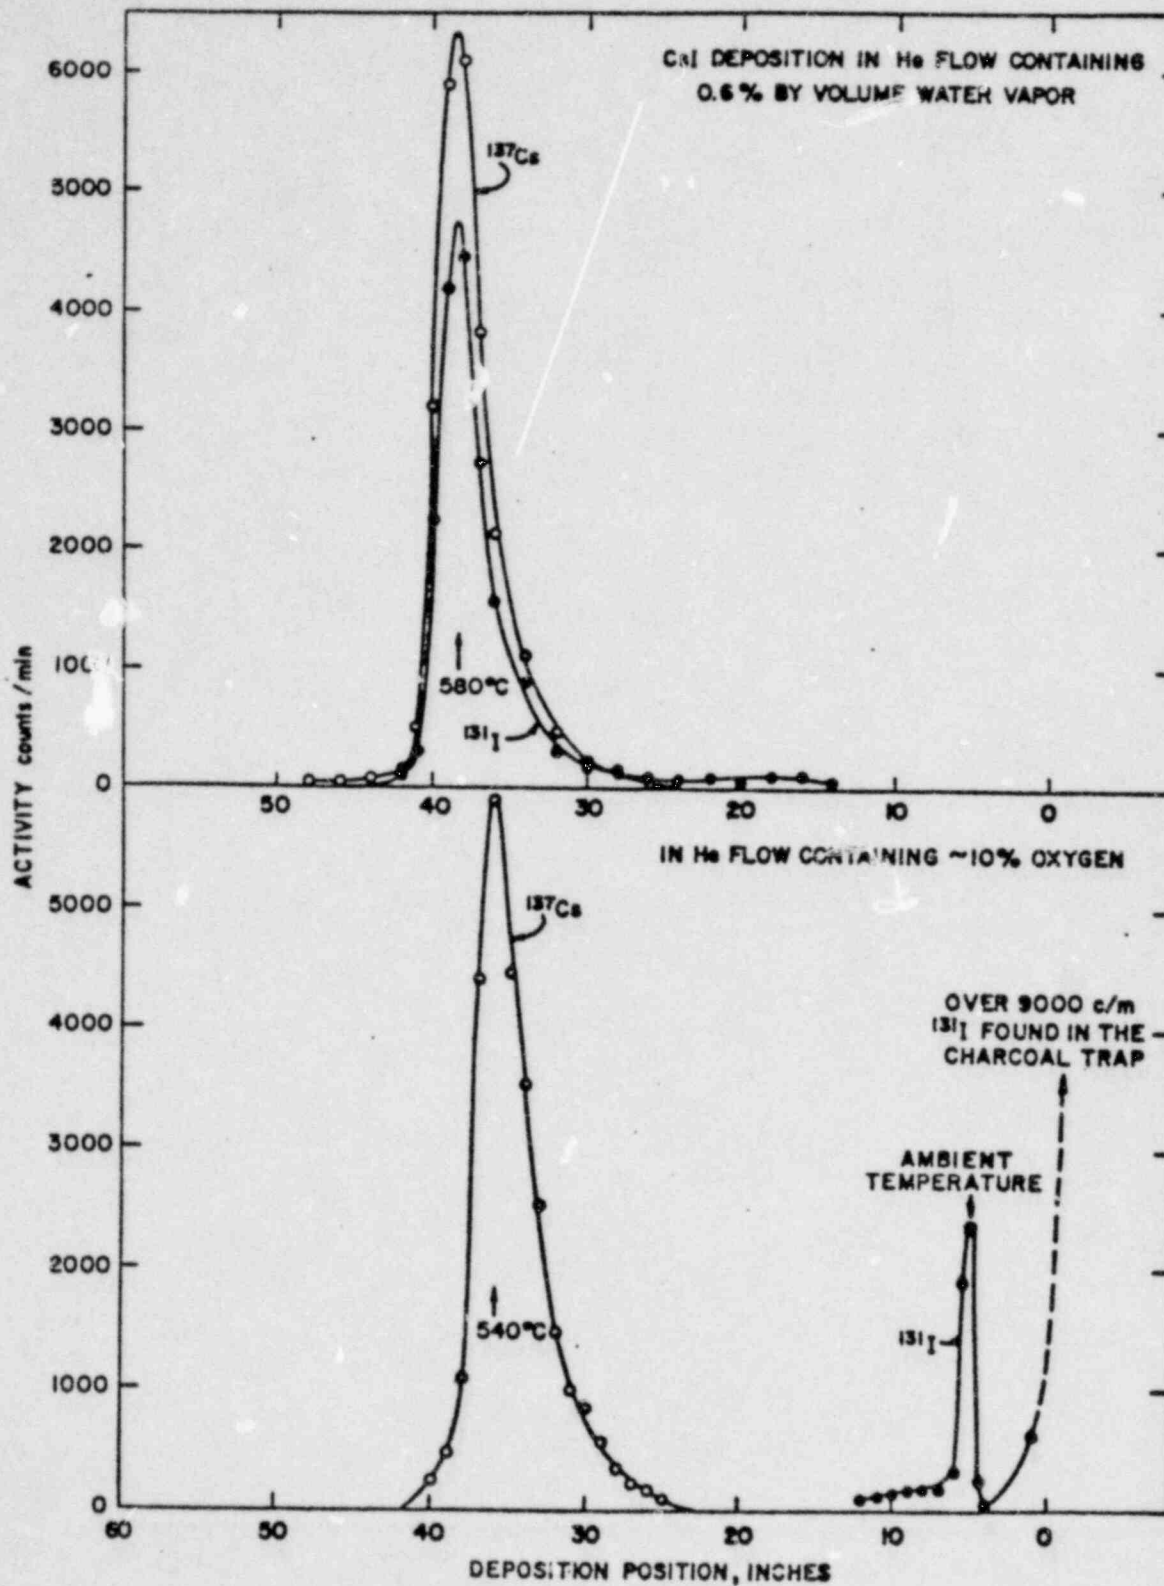 CsI DEPOSITION IN He FLOW CONTAINING
0.6% BY VOLUME WATER VAPOR
6000
5000
4000
3000
2000
0
137Cs
580°C
131I
50
40
30
20
10
0
IN He FLOW CONTAINING ~10% OXYGEN
5000
4000
3000
2000
1000
0
137Cs
540°C
OVER 9000 c/m
131I FOUND IN THE
CHARCOAL TRAP
AMBIENT
TEMPERATURE
131I
60
50
40
30
20
10
0
ACTIVITY counts/min
DEPOSITION POSITION, INCHES